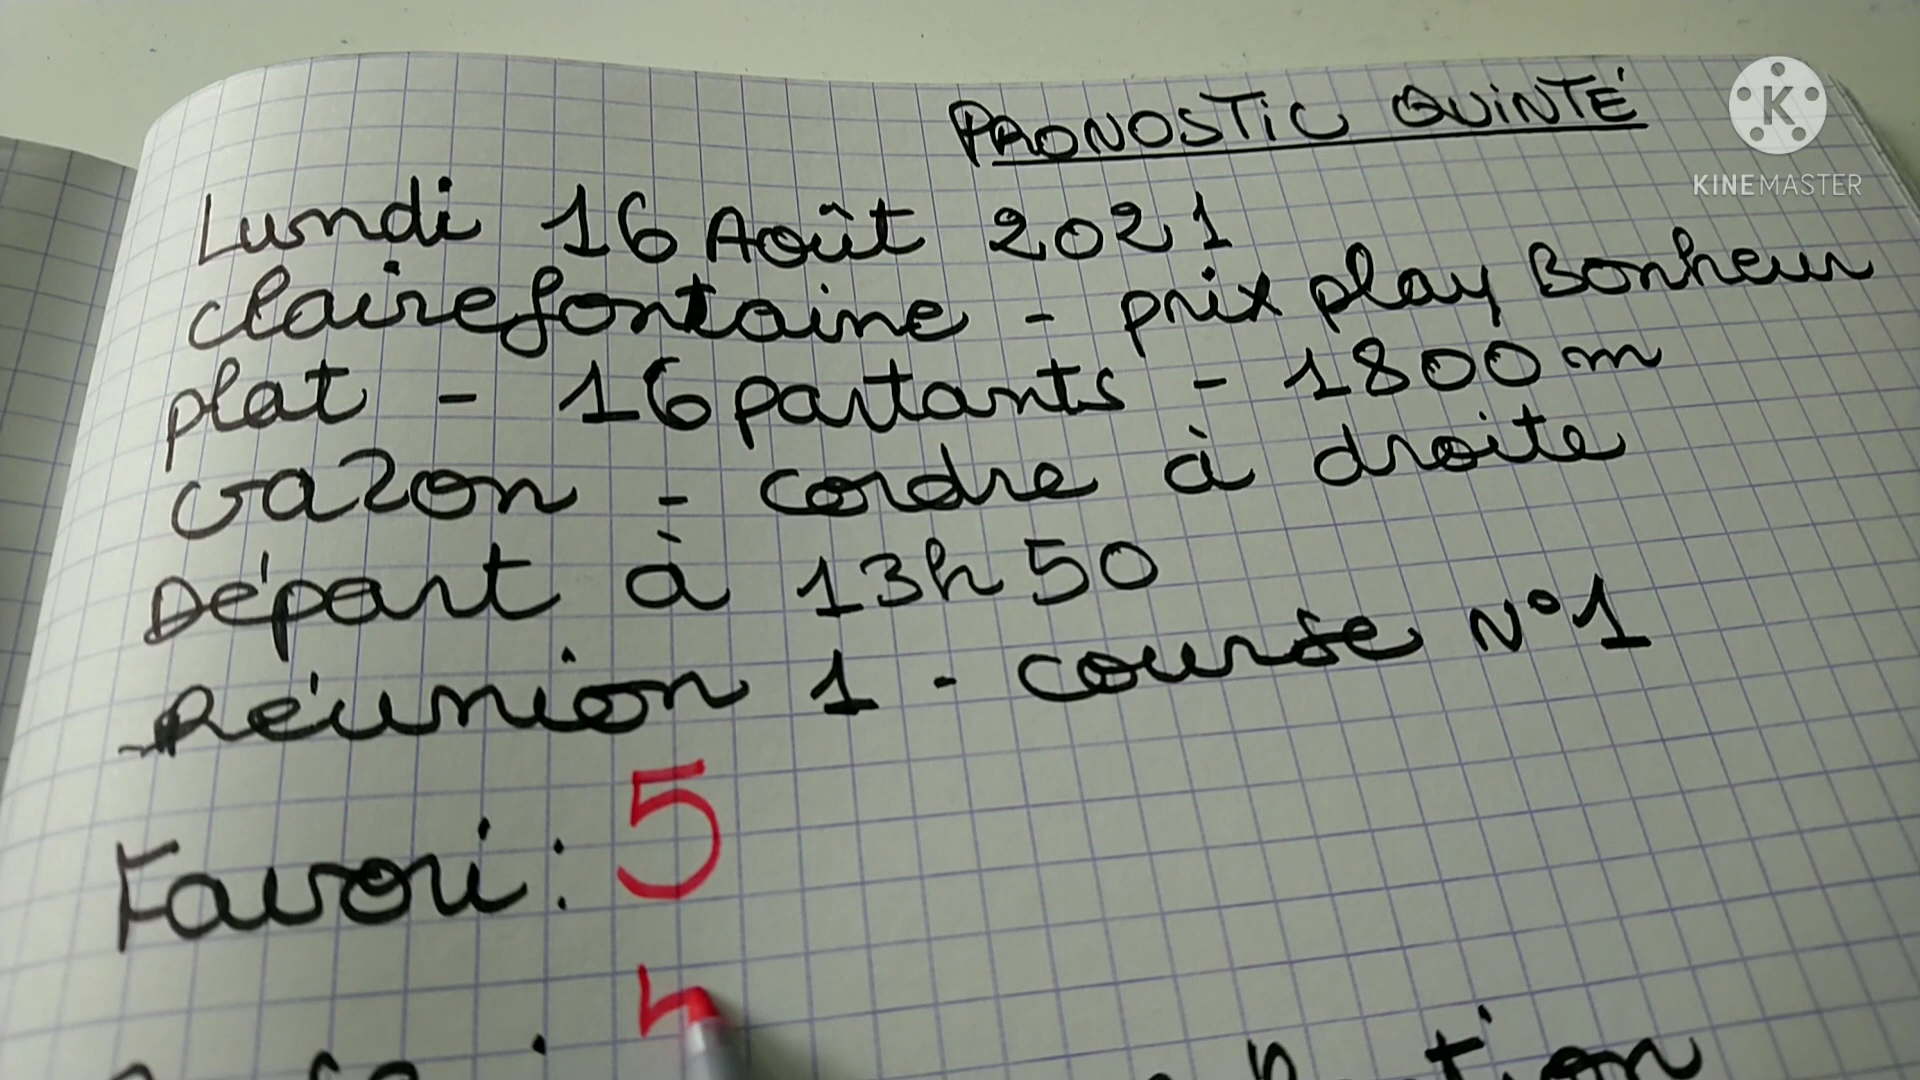 PRONOSTIC QUINTÉ
K
KINEMASTER
Lundi 16 Août 2021
Clairefontaine - prix play Bonheur
plat - 16 partants - 1800 m
Gazon - corde à droite
Départ à 13h50
Réunion 1 - course N°1
Favori : 5